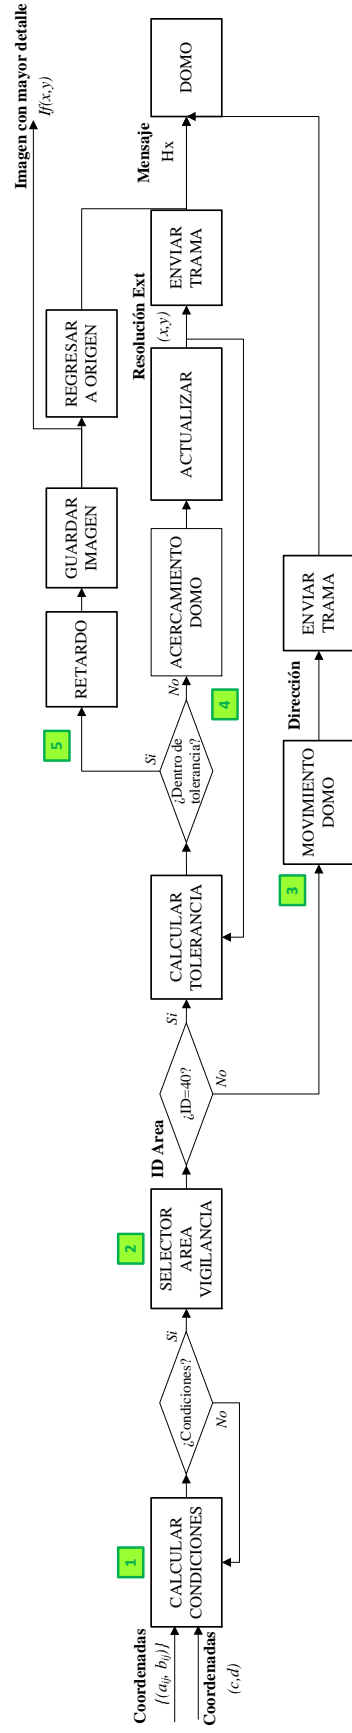 Coordenadas
{(aij, bij)}
Coordenadas
(c,d)
1
CALCULAR
CONDICIONES
¿Condiciones?
Si
No
2
SELECTOR
AREA
VIGILANCIA
ID Area
¿ID=40?
Si
No
CALCULAR
TOLERANCIA
¿Dentro de
tolerancia?
Si
No
5
RETARDO
GUARDAR
IMAGEN
REGRESAR
A ORIGEN
Imagen con mayor detalle
If(x,y)
4
ACERCAMIENTO
DOMO
ACTUALIZAR
Resolución Ext
(x,y)
ENVIAR
TRAMA
Mensaje
Hx
DOMO
3
MOVIMIENTO
DOMO
Dirección
ENVIAR
TRAMA